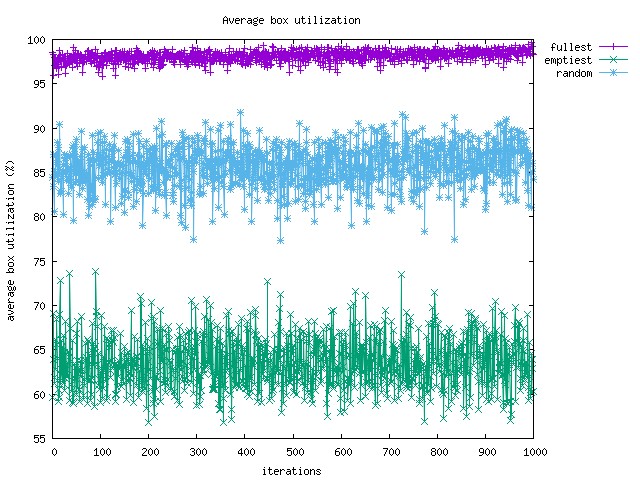 Average box utilization
fullest
emptiest
random
100
95
90
85
80
75
70
65
60
55
average box utilization (%)
0 100 200 300 400 500 600 700 800 900 1000
iterations